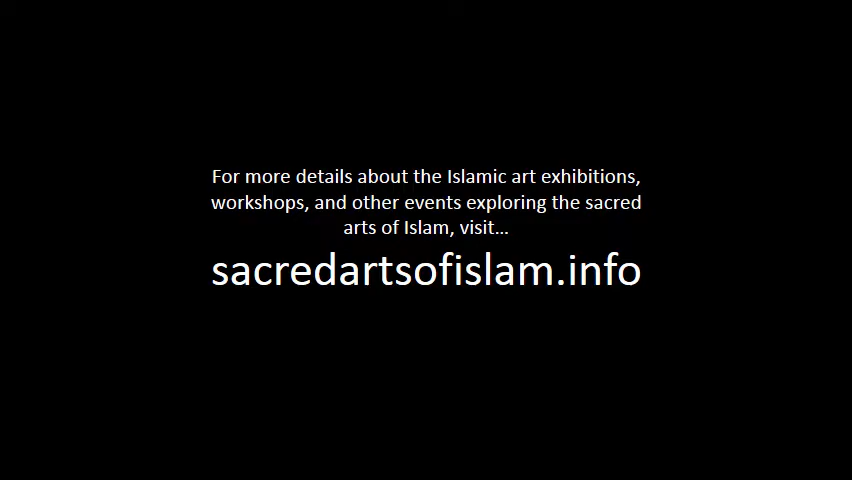 For more details about the Islamic art exhibitions,
workshops, and other events exploring the sacred
arts of Islam, visit...
sacredartsofislam.info